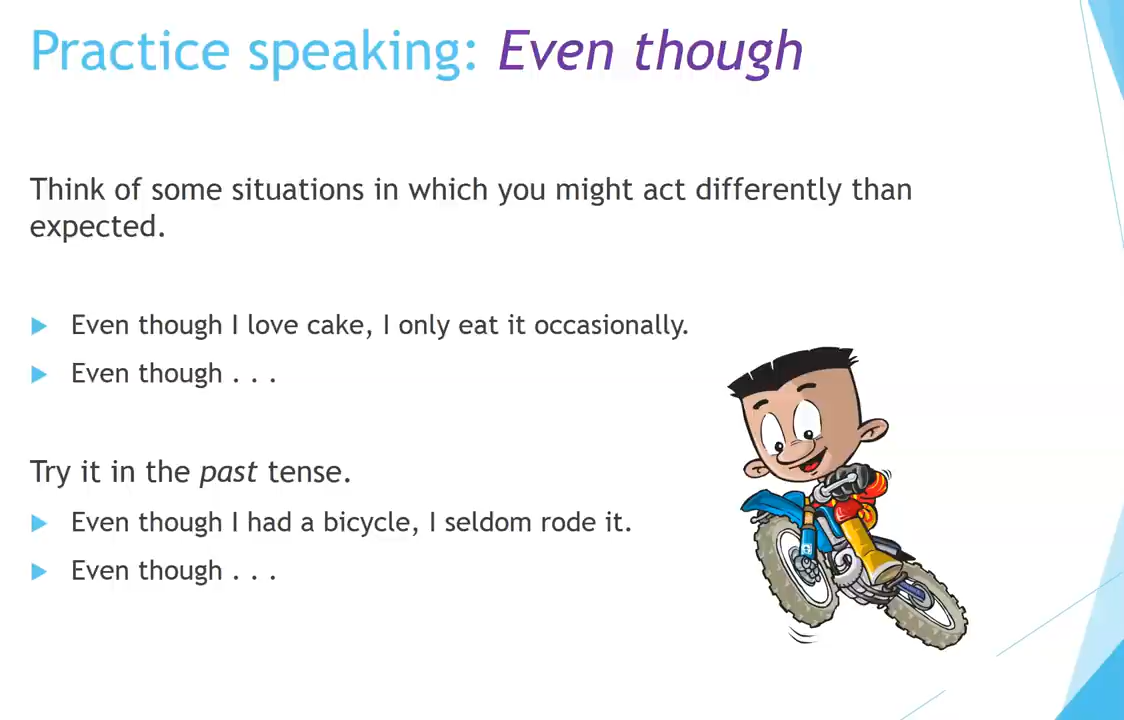 Practice speaking: Even though
Think of some situations in which you might act differently than
expected.
Even though I love cake, I only eat it occasionally.
Even though . . .
Try it in the past tense.
Even though I had a bicycle, I seldom rode it.
Even though . . .